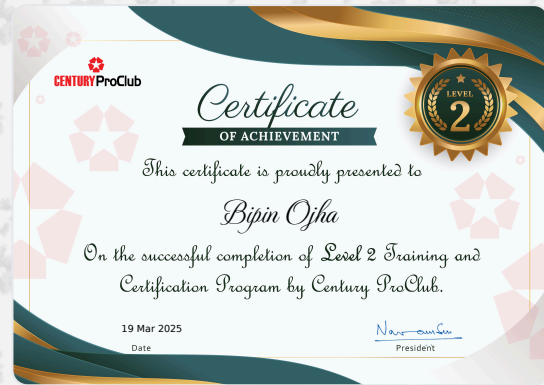 CENTURY ProClub
LEVEL
2
Certificate
OF ACHIEVEMENT
This certificate is proudly presented to
Bipin Ojha
On the successful completion of Level 2 Training and
Certification Program by Century ProClub.
19 Mar 2025
Date
President